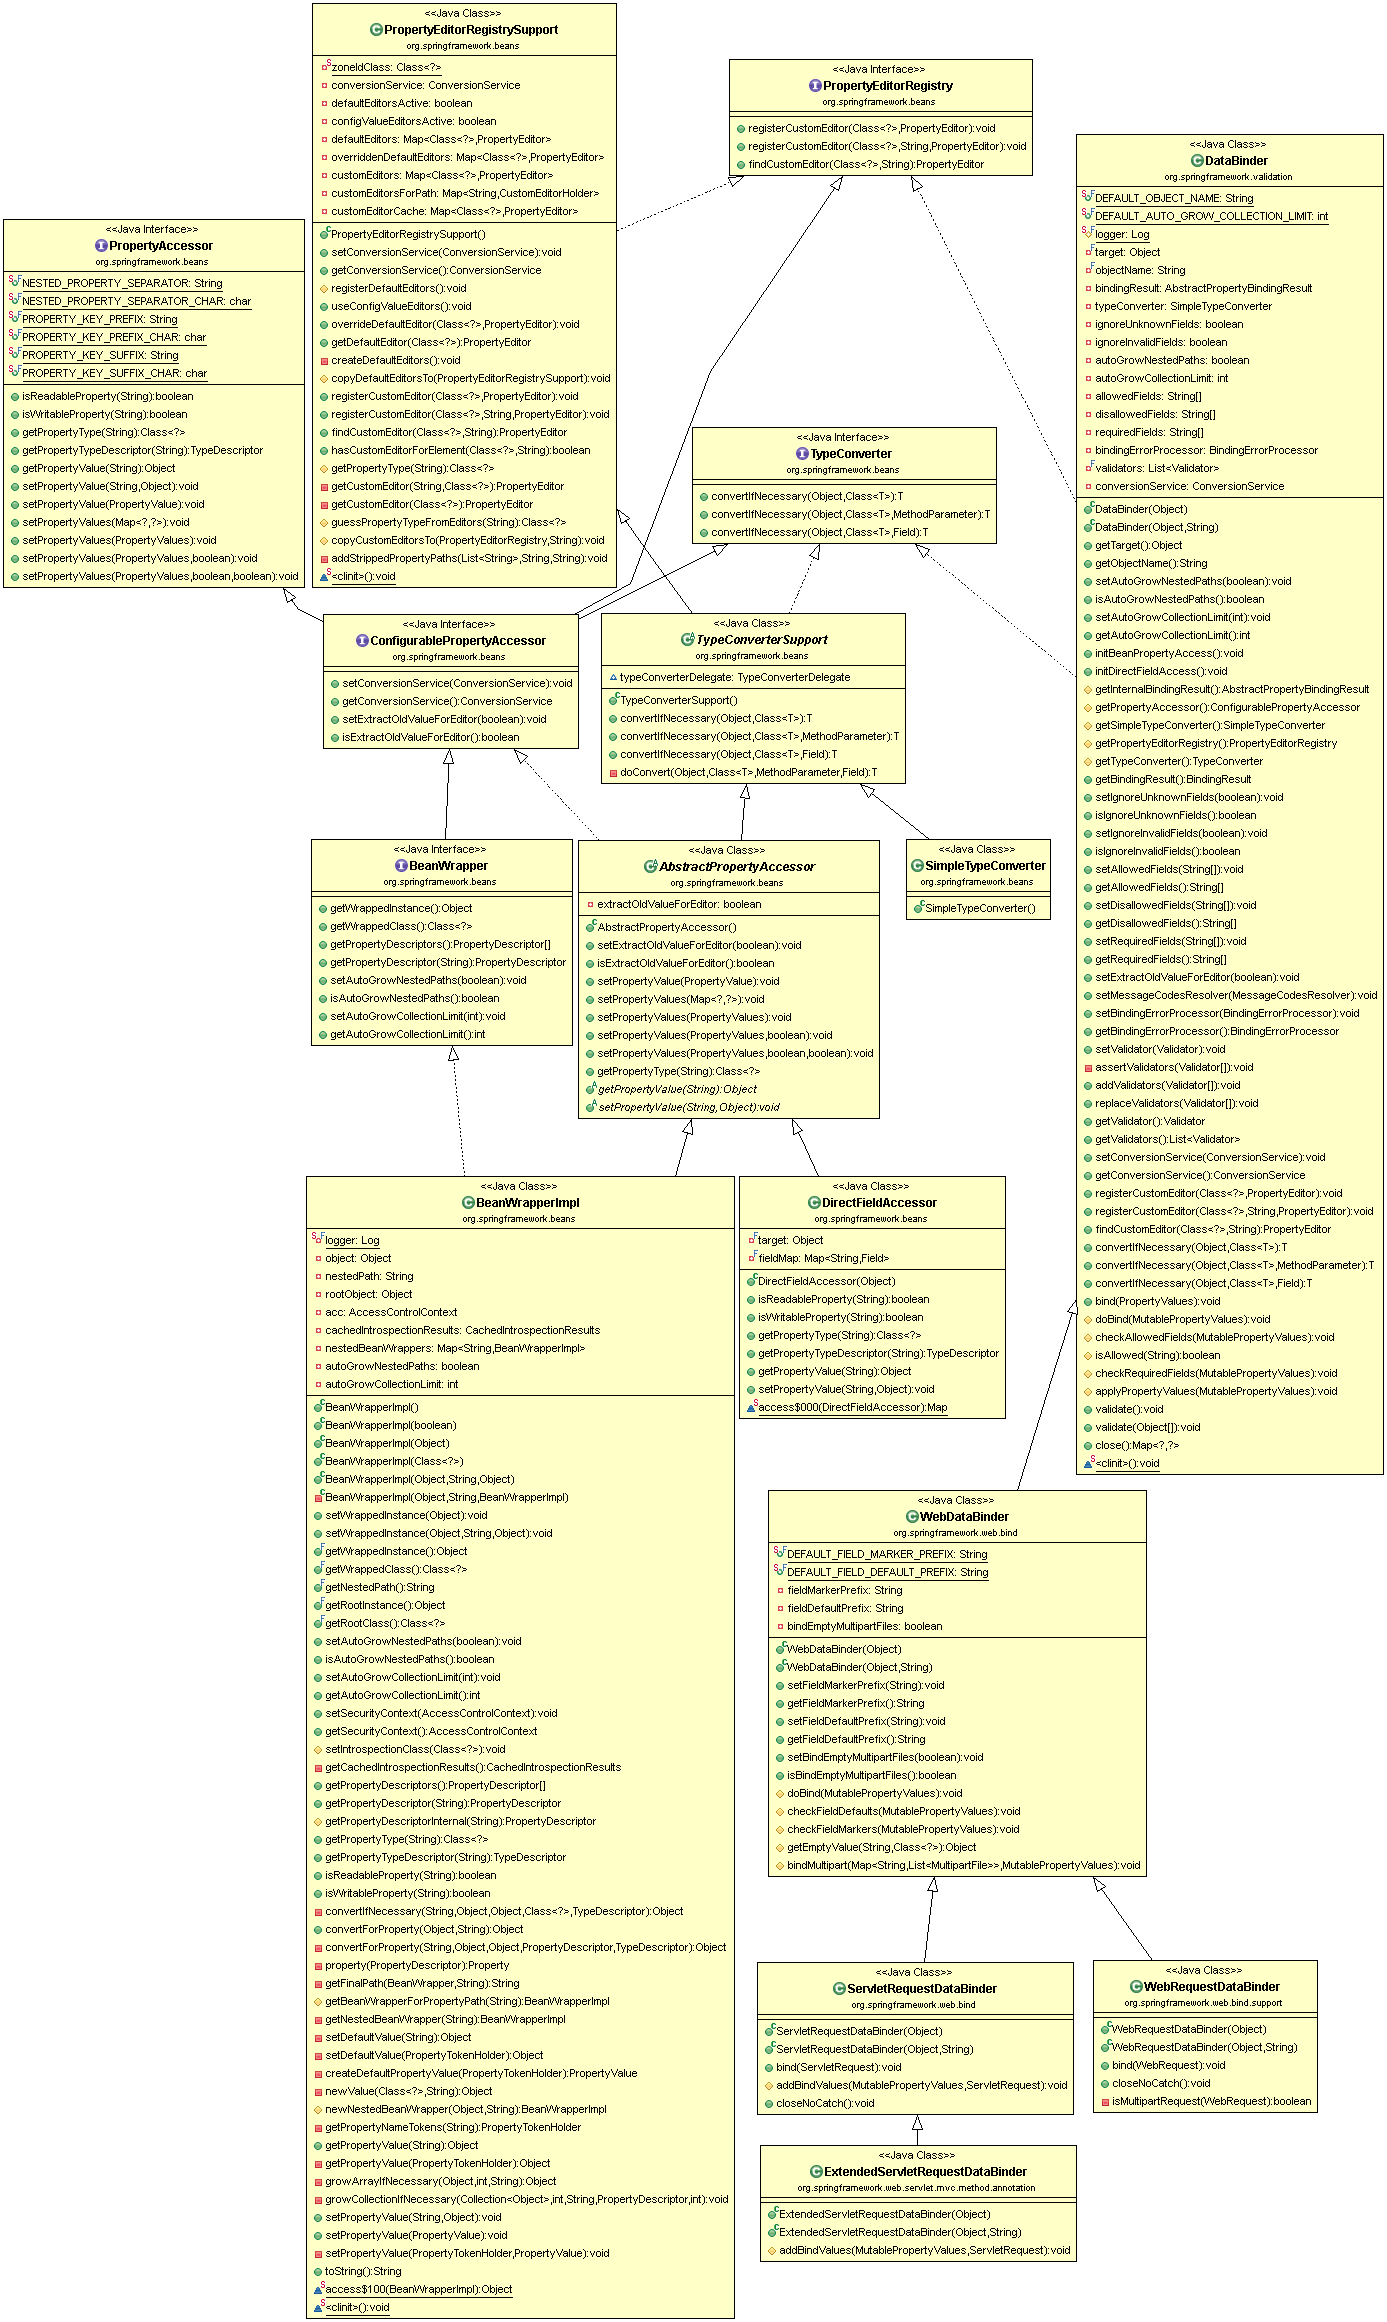 <<Java Class>>
PropertyEditorRegistrySupport
org.springframework.beans
zoneIdClass: Class<?>
conversionService: ConversionService
defaultEditorsActive: boolean
configValueEditorsActive: boolean
defaultEditors: Map<Class<?>,PropertyEditor>
overriddenDefaultEditors: Map<Class<?>,PropertyEditor>
customEditors: Map<Class<?>,PropertyEditor>
customEditorsForPath: Map<String,CustomEditorHolder>
customEditorCache: Map<Class<?>,PropertyEditor>
PropertyEditorRegistrySupport()
setConversionService(ConversionService):void
getConversionService():ConversionService
registerDefaultEditors():void
useConfigValueEditors():void
overrideDefaultEditor(Class<?>,PropertyEditor):void
getDefaultEditor(Class<?>):PropertyEditor
createDefaultEditors():void
copyDefaultEditorsTo(PropertyEditorRegistrySupport):void
registerCustomEditor(Class<?>,PropertyEditor):void
registerCustomEditor(Class<?>,String,PropertyEditor):void
findCustomEditor(Class<?>,String):PropertyEditor
hasCustomEditorForElement(Class<?>,String):boolean
getPropertyType(String):Class<?>
getCustomEditor(String,Class<?>):PropertyEditor
getCustomEditor(Class<?>):PropertyEditor
guessPropertyTypeFromEditors(String):Class<?>
copyCustomEditorsTo(PropertyEditorRegistry,String):void
addStrippedPropertyPaths(List<String>,String,String):void
<clinit>():void
<<Java Interface>>
PropertyEditorRegistry
org.springframework.beans
registerCustomEditor(Class<?>,PropertyEditor):void
registerCustomEditor(Class<?>,String,PropertyEditor):void
findCustomEditor(Class<?>,String):PropertyEditor
<<Java Class>>
DataBinder
org.springframework.validation
DEFAULT_OBJECT_NAME: String
DEFAULT_AUTO_GROW_COLLECTION_LIMIT: int
logger: Log
target: Object
objectName: String
bindingResult: AbstractPropertyBindingResult
typeConverter: SimpleTypeConverter
ignoreUnknownFields: boolean
ignoreInvalidFields: boolean
autoGrowNestedPaths: boolean
autoGrowCollectionLimit: int
allowedFields: String[]
disallowedFields: String[]
requiredFields: String[]
bindingErrorProcessor: BindingErrorProcessor
validators: List<Validator>
conversionService: ConversionService
DataBinder(Object)
DataBinder(Object,String)
getTarget():Object
getObjectName():String
setAutoGrowNestedPaths(boolean):void
isAutoGrowNestedPaths():boolean
setAutoGrowCollectionLimit(int):void
getAutoGrowCollectionLimit():int
initBeanPropertyAccess():void
initDirectFieldAccess():void
getInternalBindingResult():AbstractPropertyBindingResult
getPropertyAccessor():ConfigurablePropertyAccessor
getSimpleTypeConverter():SimpleTypeConverter
getPropertyEditorRegistry():PropertyEditorRegistry
getTypeConverter():TypeConverter
getBindingResult():BindingResult
setIgnoreUnknownFields(boolean):void
isIgnoreUnknownFields():boolean
setIgnoreInvalidFields(boolean):void
isIgnoreInvalidFields():boolean
setAllowedFields(String[]):void
getAllowedFields():String[]
setDisallowedFields(String[]):void
getDisallowedFields():String[]
setRequiredFields(String[]):void
getRequiredFields():String[]
setExtractOldValueForEditor(boolean):void
setMessageCodesResolver(MessageCodesResolver):void
setBindingErrorProcessor(BindingErrorProcessor):void
getBindingErrorProcessor():BindingErrorProcessor
setValidator(Validator):void
assertValidators(Validator[]):void
addValidators(Validator[]):void
replaceValidators(Validator[]):void
getValidator():Validator
getValidators():List<Validator>
setConversionService(ConversionService):void
getConversionService():ConversionService
registerCustomEditor(Class<?>,PropertyEditor):void
registerCustomEditor(Class<?>,String,PropertyEditor):void
findCustomEditor(Class<?>,String):PropertyEditor
convertIfNecessary(Object,Class<T>):T
convertIfNecessary(Object,Class<T>,MethodParameter):T
convertIfNecessary(Object,Class<T>,Field):T
bind(PropertyValues):void
doBind(MutablePropertyValues):void
checkAllowedFields(MutablePropertyValues):void
isAllowed(String):boolean
checkRequiredFields(MutablePropertyValues):void
applyPropertyValues(MutablePropertyValues):void
validate():void
validate(Object[]):void
close():Map<?,?>
<clinit>():void
<<Java Interface>>
PropertyAccessor
org.springframework.beans
NESTED_PROPERTY_SEPARATOR: String
NESTED_PROPERTY_SEPARATOR_CHAR: char
PROPERTY_KEY_PREFIX: String
PROPERTY_KEY_PREFIX_CHAR: char
PROPERTY_KEY_SUFFIX: String
PROPERTY_KEY_SUFFIX_CHAR: char
isReadableProperty(String):boolean
isWritableProperty(String):boolean
getPropertyType(String):Class<?>
getPropertyTypeDescriptor(String):TypeDescriptor
getPropertyValue(String):Object
setPropertyValue(String,Object):void
setPropertyValue(PropertyValue):void
setPropertyValues(Map<?,?>):void
setPropertyValues(PropertyValues):void
setPropertyValues(PropertyValues,boolean):void
setPropertyValues(PropertyValues,boolean,boolean):void
<<Java Interface>>
TypeConverter
org.springframework.beans
convertIfNecessary(Object,Class<T>):T
convertIfNecessary(Object,Class<T>,MethodParameter):T
convertIfNecessary(Object,Class<T>,Field):T
<<Java Interface>>
ConfigurablePropertyAccessor
org.springframework.beans
setConversionService(ConversionService):void
getConversionService():ConversionService
setExtractOldValueForEditor(boolean):void
isExtractOldValueForEditor():boolean
<<Java Class>>
TypeConverterSupport
org.springframework.beans
typeConverterDelegate: TypeConverterDelegate
TypeConverterSupport()
convertIfNecessary(Object,Class<T>):T
convertIfNecessary(Object,Class<T>,MethodParameter):T
convertIfNecessary(Object,Class<T>,Field):T
doConvert(Object,Class<T>,MethodParameter,Field):T
<<Java Interface>>
BeanWrapper
org.springframework.beans
getWrappedInstance():Object
getWrappedClass():Class<?>
getPropertyDescriptors():PropertyDescriptor[]
getPropertyDescriptor(String):PropertyDescriptor
setAutoGrowNestedPaths(boolean):void
isAutoGrowNestedPaths():boolean
setAutoGrowCollectionLimit(int):void
getAutoGrowCollectionLimit():int
<<Java Class>>
AbstractPropertyAccessor
org.springframework.beans
extractOldValueForEditor: boolean
AbstractPropertyAccessor()
setExtractOldValueForEditor(boolean):void
isExtractOldValueForEditor():boolean
setPropertyValue(PropertyValue):void
setPropertyValues(Map<?,?>):void
setPropertyValues(PropertyValues):void
setPropertyValues(PropertyValues,boolean):void
setPropertyValues(PropertyValues,boolean,boolean):void
getPropertyType(String):Class<?>
getPropertyValue(String):Object
setPropertyValue(String,Object):void
<<Java Class>>
SimpleTypeConverter
org.springframework.beans
SimpleTypeConverter()
<<Java Class>>
BeanWrapperImpl
org.springframework.beans
logger: Log
object: Object
nestedPath: String
rootObject: Object
acc: AccessControlContext
cachedIntrospectionResults: CachedIntrospectionResults
nestedBeanWrappers: Map<String,BeanWrapperImpl>
autoGrowNestedPaths: boolean
autoGrowCollectionLimit: int
BeanWrapperImpl()
BeanWrapperImpl(boolean)
BeanWrapperImpl(Object)
BeanWrapperImpl(Class<?>)
BeanWrapperImpl(Object,String,Object)
BeanWrapperImpl(Object,String,BeanWrapperImpl)
setWrappedInstance(Object):void
setWrappedInstance(Object,String,Object):void
getWrappedInstance():Object
getWrappedClass():Class<?>
getNestedPath():String
getRootInstance():Object
getRootClass():Class<?>
setAutoGrowNestedPaths(boolean):void
isAutoGrowNestedPaths():boolean
setAutoGrowCollectionLimit(int):void
getAutoGrowCollectionLimit():int
setSecurityContext(AccessControlContext):void
getSecurityContext():AccessControlContext
setIntrospectionClass(Class<?>):void
getCachedIntrospectionResults():CachedIntrospectionResults
getPropertyDescriptors():PropertyDescriptor[]
getPropertyDescriptor(String):PropertyDescriptor
getPropertyDescriptorInternal(String):PropertyDescriptor
getPropertyType(String):Class<?>
getPropertyTypeDescriptor(String):TypeDescriptor
isReadableProperty(String):boolean
isWritableProperty(String):boolean
convertIfNecessary(String,Object,Object,Class<?>,TypeDescriptor):Object
convertForProperty(Object,String):Object
convertForProperty(String,Object,Object,PropertyDescriptor,TypeDescriptor):Object
property(PropertyDescriptor):Property
getFinalPath(BeanWrapper,String):String
getBeanWrapperForPropertyPath(String):BeanWrapperImpl
getNestedBeanWrapper(String):BeanWrapperImpl
setDefaultValue(String):Object
setDefaultValue(PropertyTokenHolder):Object
createDefaultPropertyValue(PropertyTokenHolder):PropertyValue
newValue(Class<?>,String):Object
newNestedBeanWrapper(Object,String):BeanWrapperImpl
getPropertyNameTokens(String):PropertyTokenHolder
getPropertyValue(String):Object
getPropertyValue(PropertyTokenHolder):Object
growArrayIfNecessary(Object,int,String):Object
growCollectionIfNecessary(Collection<Object>,int,String,PropertyDescriptor,int):void
setPropertyValue(String,Object):void
setPropertyValue(PropertyValue):void
setPropertyValue(PropertyTokenHolder,PropertyValue):void
toString():String
access$100(BeanWrapperImpl):Object
<clinit>():void
<<Java Class>>
DirectFieldAccessor
org.springframework.beans
target: Object
fieldMap: Map<String,Field>
DirectFieldAccessor(Object)
isReadableProperty(String):boolean
isWritableProperty(String):boolean
getPropertyType(String):Class<?>
getPropertyTypeDescriptor(String):TypeDescriptor
getPropertyValue(String):Object
setPropertyValue(String,Object):void
access$000(DirectFieldAccessor):Map
<<Java Class>>
WebDataBinder
org.springframework.web.bind
DEFAULT_FIELD_MARKER_PREFIX: String
DEFAULT_FIELD_DEFAULT_PREFIX: String
fieldMarkerPrefix: String
fieldDefaultPrefix: String
bindEmptyMultipartFiles: boolean
WebDataBinder(Object)
WebDataBinder(Object,String)
setFieldMarkerPrefix(String):void
getFieldMarkerPrefix():String
setFieldDefaultPrefix(String):void
getFieldDefaultPrefix():String
setBindEmptyMultipartFiles(boolean):void
isBindEmptyMultipartFiles():boolean
doBind(MutablePropertyValues):void
checkFieldDefaults(MutablePropertyValues):void
checkFieldMarkers(MutablePropertyValues):void
getEmptyValue(String,Class<?>):Object
bindMultipart(Map<String,List<MultipartFile>>,MutablePropertyValues):void
<<Java Class>>
ServletRequestDataBinder
org.springframework.web.bind
ServletRequestDataBinder(Object)
ServletRequestDataBinder(Object,String)
bind(ServletRequest):void
addBindValues(MutablePropertyValues,ServletRequest):void
closeNoCatch():void
<<Java Class>>
WebRequestDataBinder
org.springframework.web.bind.support
WebRequestDataBinder(Object)
WebRequestDataBinder(Object,String)
bind(WebRequest):void
closeNoCatch():void
isMultipartRequest(WebRequest):boolean
<<Java Class>>
ExtendedServletRequestDataBinder
org.springframework.web.servlet.mvc.method.annotation
ExtendedServletRequestDataBinder(Object)
ExtendedServletRequestDataBinder(Object,String)
addBindValues(MutablePropertyValues,ServletRequest):void